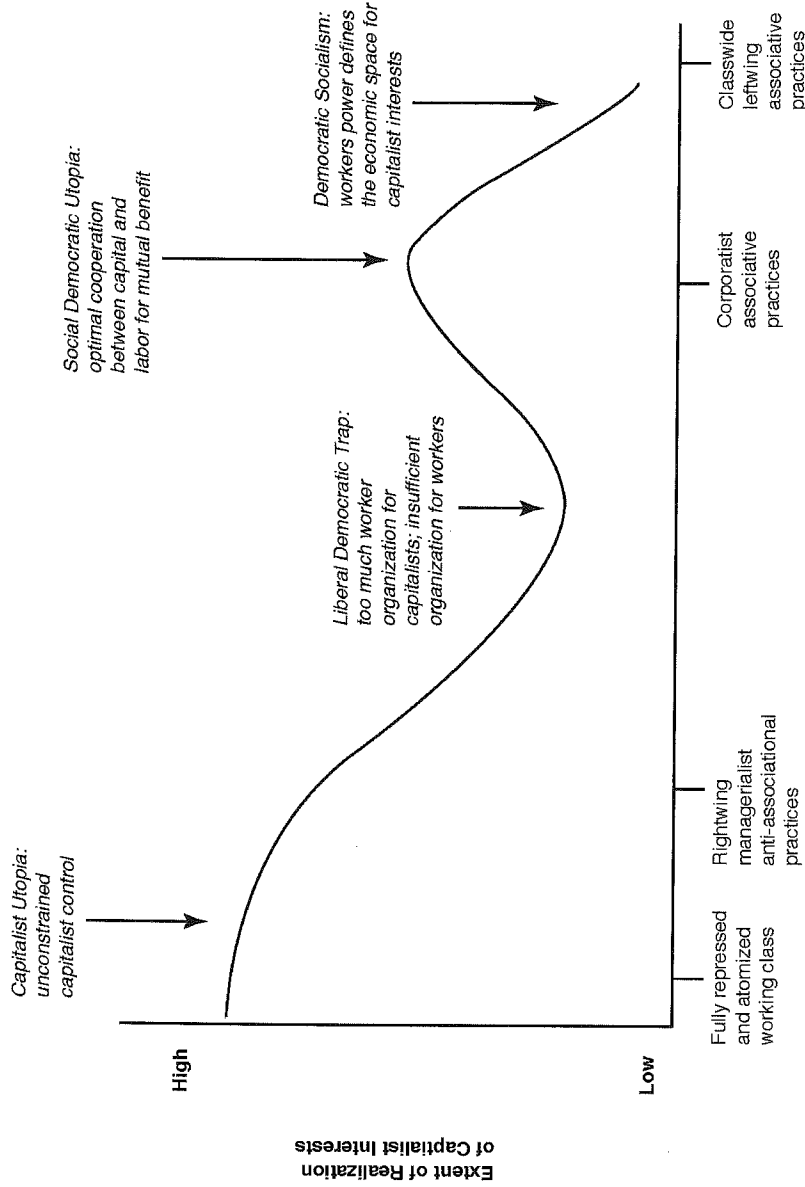 Capitalist Utopia:
unconstrained
capitalist control
Liberal Democratic Trap:
too much worker
organization for
capitalists; insufficient
organization for workers
Social Democratic Utopia:
optimal cooperation
between capital and
labor for mutual benefit
Democratic Socialism:
workers power defines
the economic space for
capitalist interests
High
Low
Extent of Realization
of Captialist Interests
Fully repressed
and atomized
working class
Rightwing
managerialist
anti-associational
practices
Corporatist
associative
practices
Classwide
leftwing
associative
practices